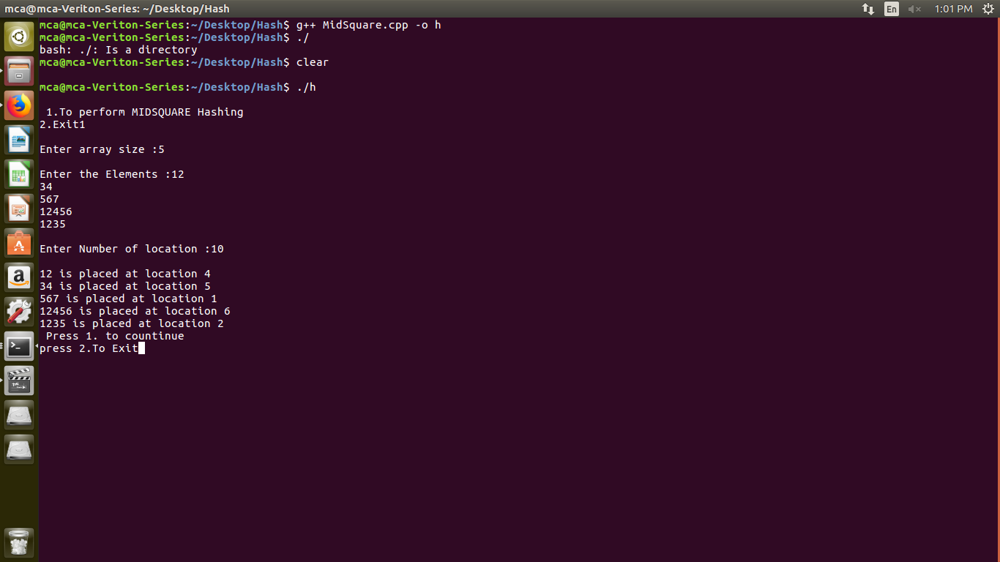 mca@mca-Veriton-Series: ~/Desktop/Hash En 1:01 PM
mca@mca-Veriton-Series:~/Desktop/Hash$ g++ MidSquare.cpp -o h
mca@mca-Veriton-Series:~/Desktop/Hash$ ./
bash: ./: Is a directory
mca@mca-Veriton-Series:~/Desktop/Hash$ clear
mca@mca-Veriton-Series:~/Desktop/Hash$ ./h
1.To perform MIDSQUARE Hashing
2.Exit1
Enter array size :5
Enter the Elements :12
34
567
12456
1235
Enter Number of location :10
12 is placed at location 4
34 is placed at location 5
567 is placed at location 1
12456 is placed at location 6
1235 is placed at location 2
Press 1. to countinue
press 2.To Exit